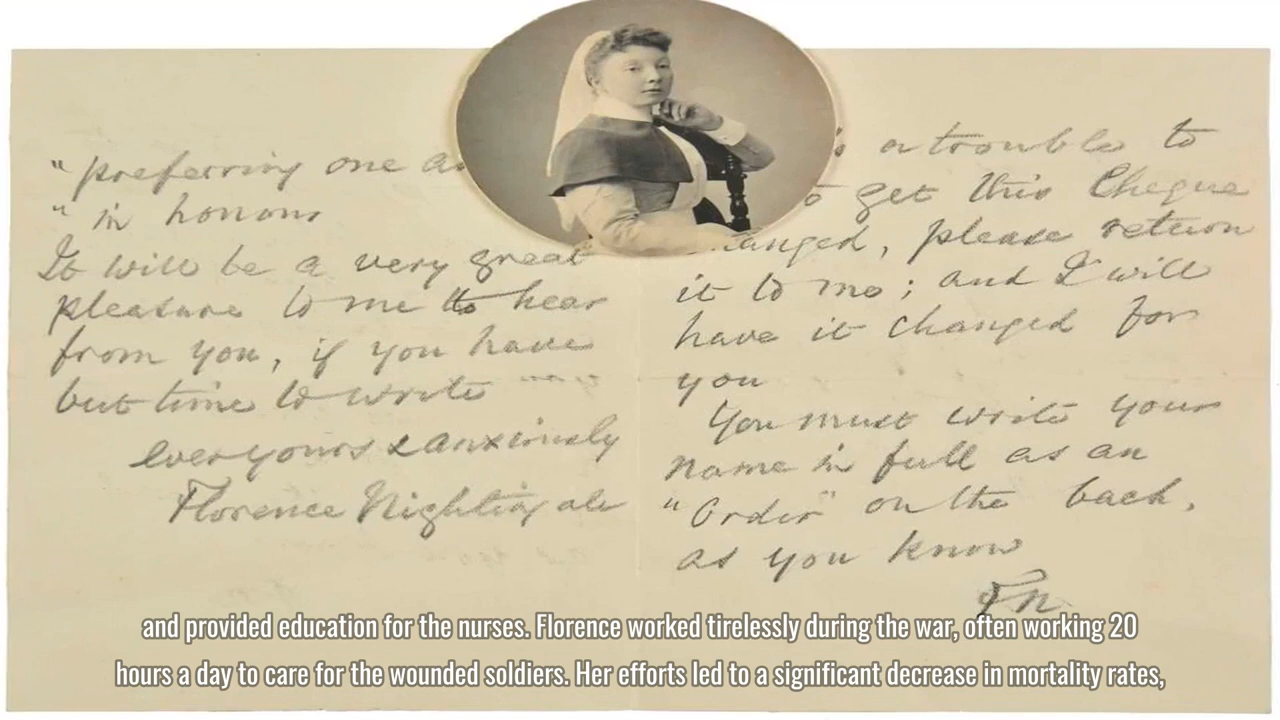 "preferring one a
" in honour
It will be a very great
pleasure to me to hear
from you, if you have
but time to write
ever yours & anxiously
Florence Nightingale
a trouble to
get this Cheque
changed, please return
it to me; and I will
have it changed for
you
You must write your
name in full as an
"Order" on the back,
as you know
FN
and provided education for the nurses. Florence worked tirelessly during the war, often working 20
hours a day to care for the wounded soldiers. Her efforts led to a significant decrease in mortality rates,